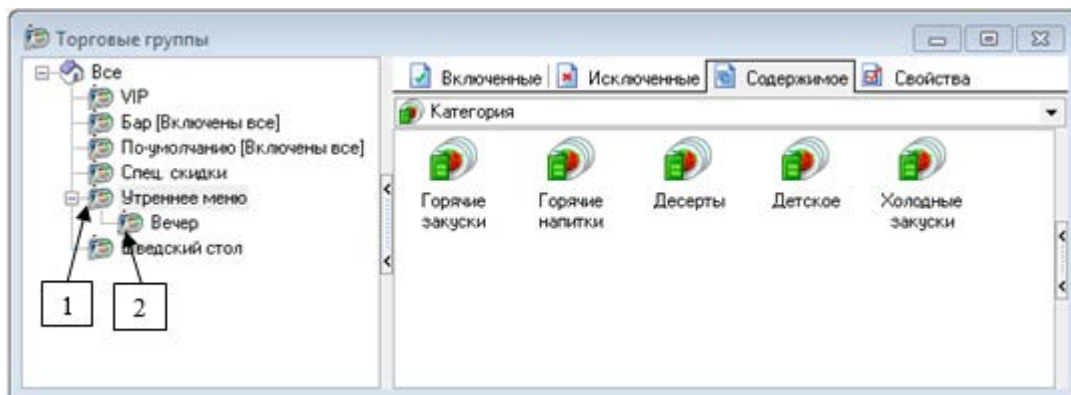 Торговые группы
Все
VIP
Бар [Включены все]
По-умолчанию [Включены все]
Спец. скидки
Утреннее меню
Вечер
Шведский стол
1
2
Включенные
Исключенные
Содержимое
Свойства
Категория
Горячие
закуски
Горячие
напитки
Десерты
Детское
Холодные
закуски